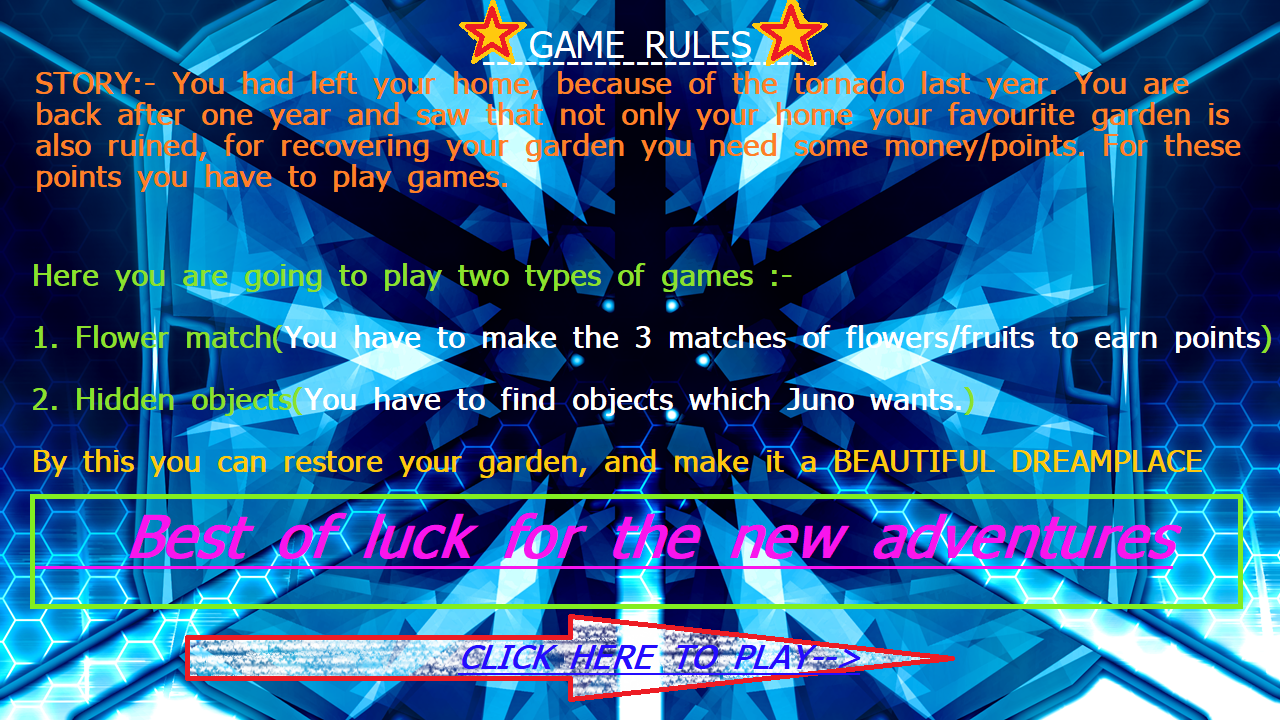 GAME RULES
STORY:- You had left your home, because of the tornado last year. You are
back after one year and saw that not only your home your favourite garden is
also ruined, for recovering your garden you need some money/points. For these
points you have to play games.
Here you are going to play two types of games :-
1. Flower match(You have to make the 3 matches of flowers/fruits to earn points)
2. Hidden objects(You have to find objects which Juno wants.)
By this you can restore your garden, and make it a BEAUTIFUL DREAMPLACE
Best of luck for the new adventures
CLICK HERE TO PLAY-->